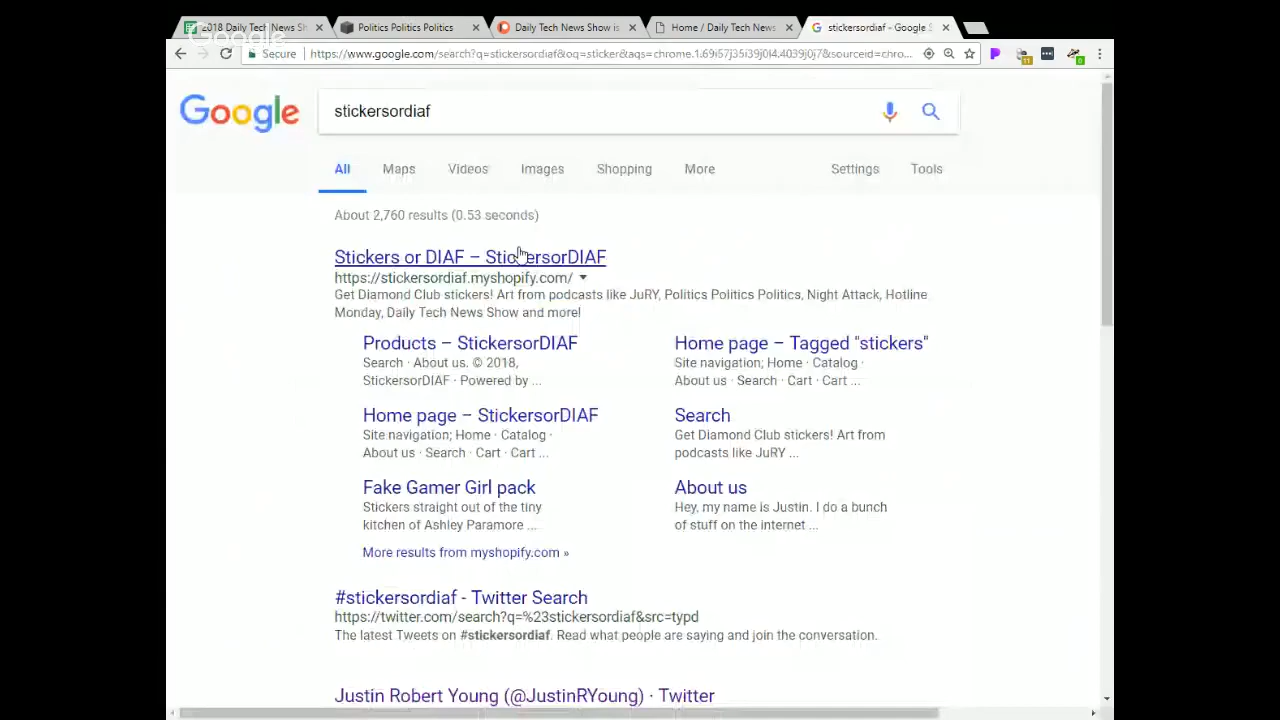 2018 Daily Tech News Sh
Politics Politics Politics
Daily Tech News Show is
Home / Daily Tech News
stickersordiaf - Google S
Google
Secure
https://www.google.com/search?q=stickersordiaf&oq=sticker&aqs=chrome.1.69i57j35i39j0l4.4039j0j7&sourceid=chro...
11
0
Google
stickersordiaf
All
Maps
Videos
Images
Shopping
More
Settings
Tools
About 2,760 results (0.53 seconds)
Stickers or DIAF – StickersorDIAF
https://stickersordiaf.myshopify.com/
Get Diamond Club stickers! Art from podcasts like JuRY, Politics Politics Politics, Night Attack, Hotline
Monday, Daily Tech News Show and more!
Products – StickersorDIAF
Search · About us. © 2018,
StickersorDIAF · Powered by ...
Home page – Tagged "stickers"
Site navigation; Home · Catalog ·
About us · Search · Cart · Cart ...
Home page – StickersorDIAF
Site navigation; Home · Catalog ·
About us · Search · Cart · Cart ...
Search
Get Diamond Club stickers! Art from
podcasts like JuRY ...
Fake Gamer Girl pack
Stickers straight out of the tiny
kitchen of Ashley Paramore ...
About us
Hey, my name is Justin. I do a bunch
of stuff on the internet ...
More results from myshopify.com »
#stickersordiaf - Twitter Search
https://twitter.com/search?q=%23stickersordiaf&src=typd
The latest Tweets on #stickersordiaf. Read what people are saying and join the conversation.
Justin Robert Young (@JustinRYoung) · Twitter